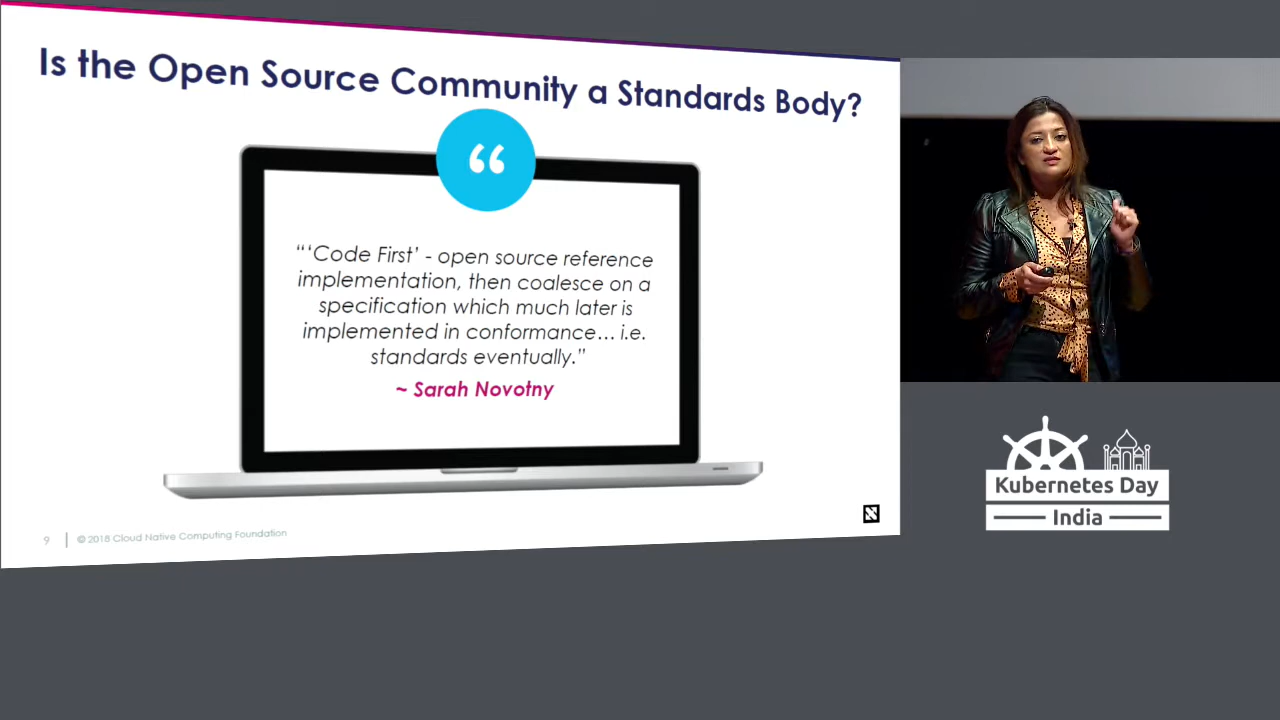 Is the Open Source Community a Standards Body?
“
“‘Code First’ - open source reference
implementation, then coalesce on a
specification which much later is
implemented in conformance... i.e.
standards eventually.”
~ Sarah Novotny
9 | © 2018 Cloud Native Computing Foundation
Kubernetes Day
India